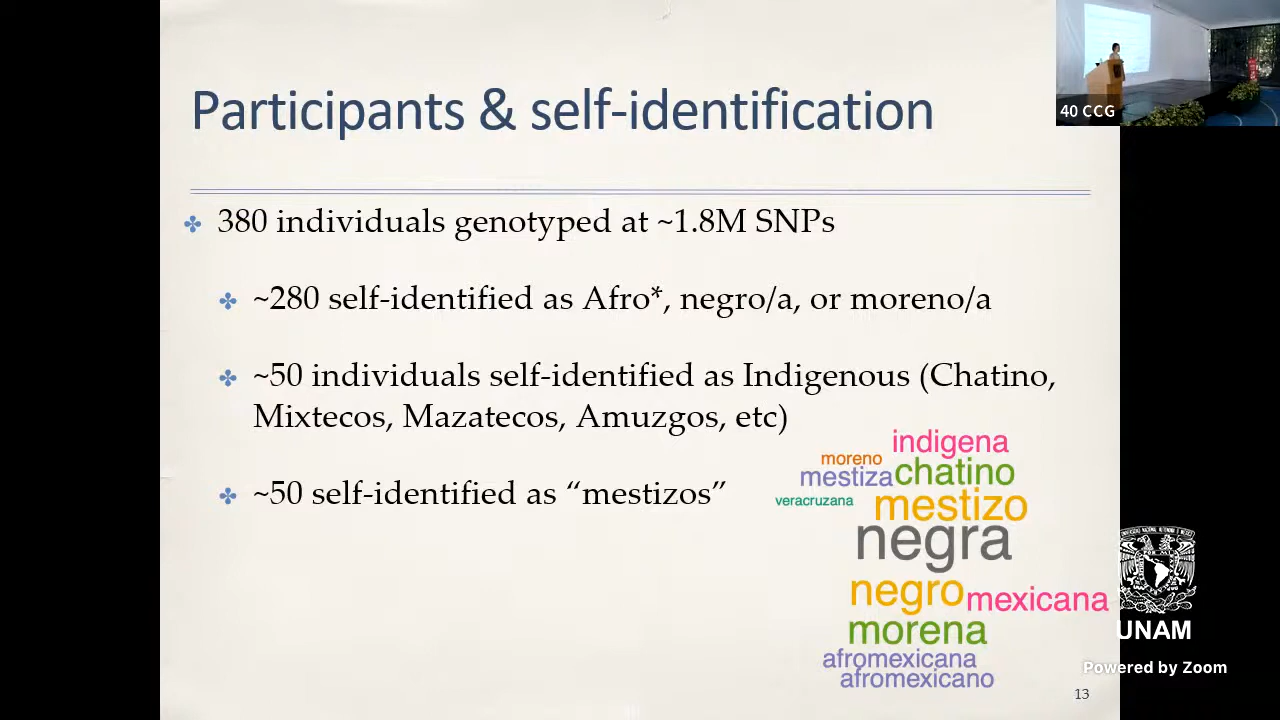 Participants & self-identification
40 CCG
380 individuals genotyped at ~1.8M SNPs
~280 self-identified as Afro*, negro/a, or moreno/a
~50 individuals self-identified as Indigenous (Chatino,
Mixtecos, Mazatecos, Amuzgos, etc)
~50 self-identified as “mestizos”
indigena
moreno
mestiza
chatino
veracruzana
mestizo
negra
negro
mexicana
morena
afromexicana
afromexicano
UNAM
Powered by Zoom
13